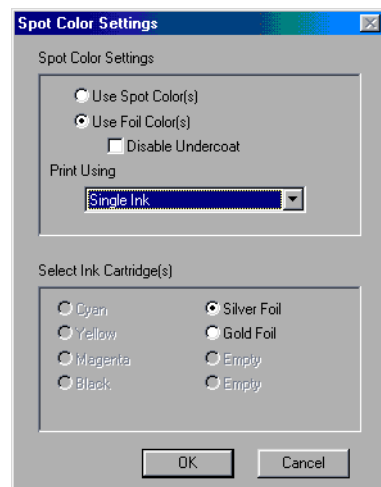 Spot Color Settings
Spot Color Settings
Use Spot Color(s)
Use Foil Color(s)
Disable Undercoat
Print Using
Single Ink
Select Ink Cartridge(s)
Cyan
Silver Foil
Yellow
Gold Foil
Magenta
Empty
Black
Empty
OK
Cancel